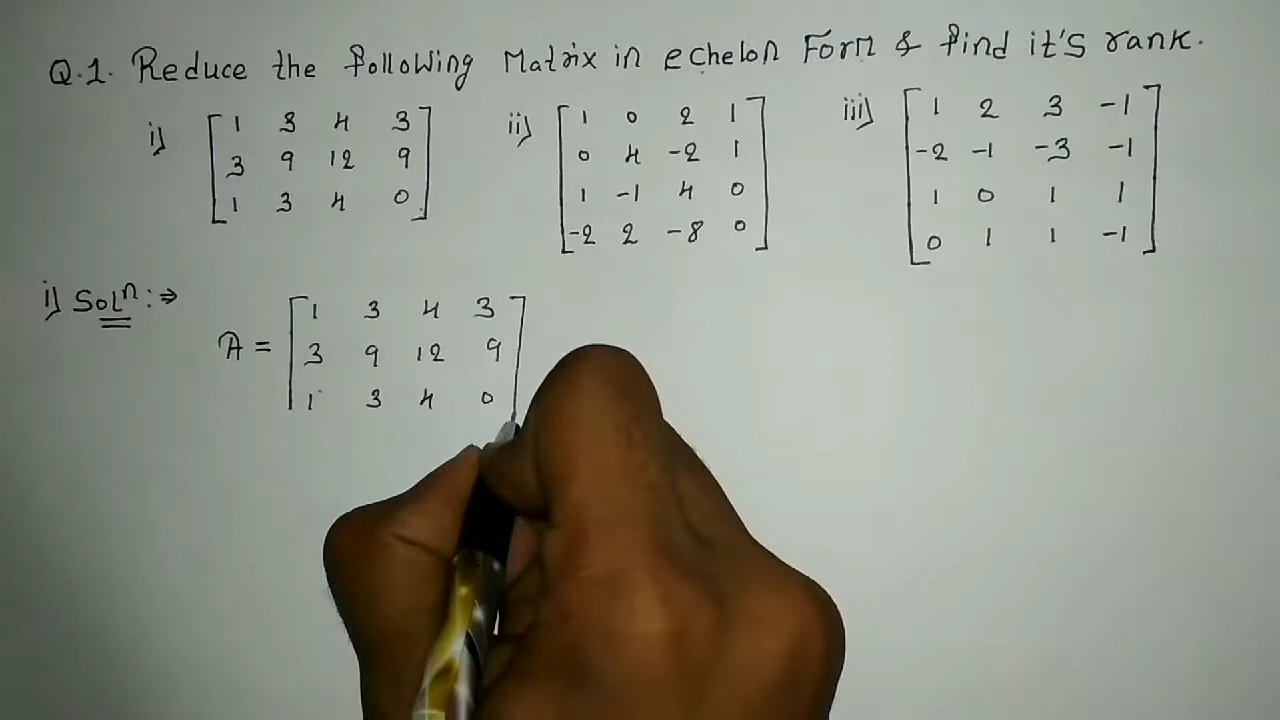 Q.1. Reduce the following Matrix in echelon Form & find it's rank.
i) [1 3 4 3 ii) [1 0 2 1 iii) [1 2 3 -1
3 9 12 9 0 4 -2 1 -2 -1 -3 -1
1 3 4 0] 1 -1 4 0 1 0 1 1
-2 2 -8 0] 0 1 1 -1]
i) Solⁿ :⇒ 1 3 4 3
A = 3 9 12 9
1 3 4 0